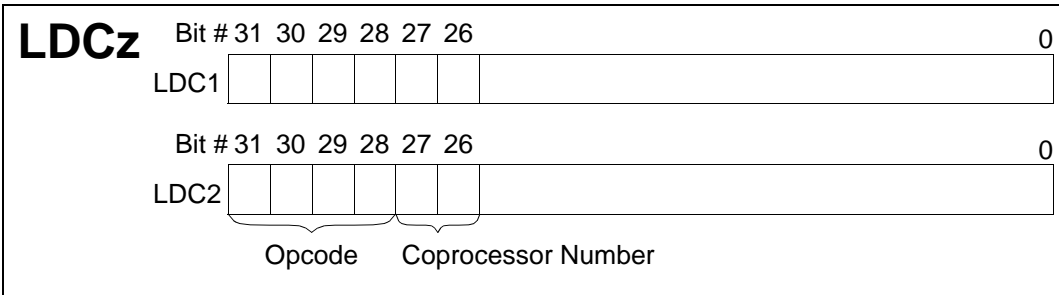 LDCz
Bit # 31 30 29 28 27 26 0
LDC1
Bit # 31 30 29 28 27 26 0
LDC2
Opcode Coprocessor Number